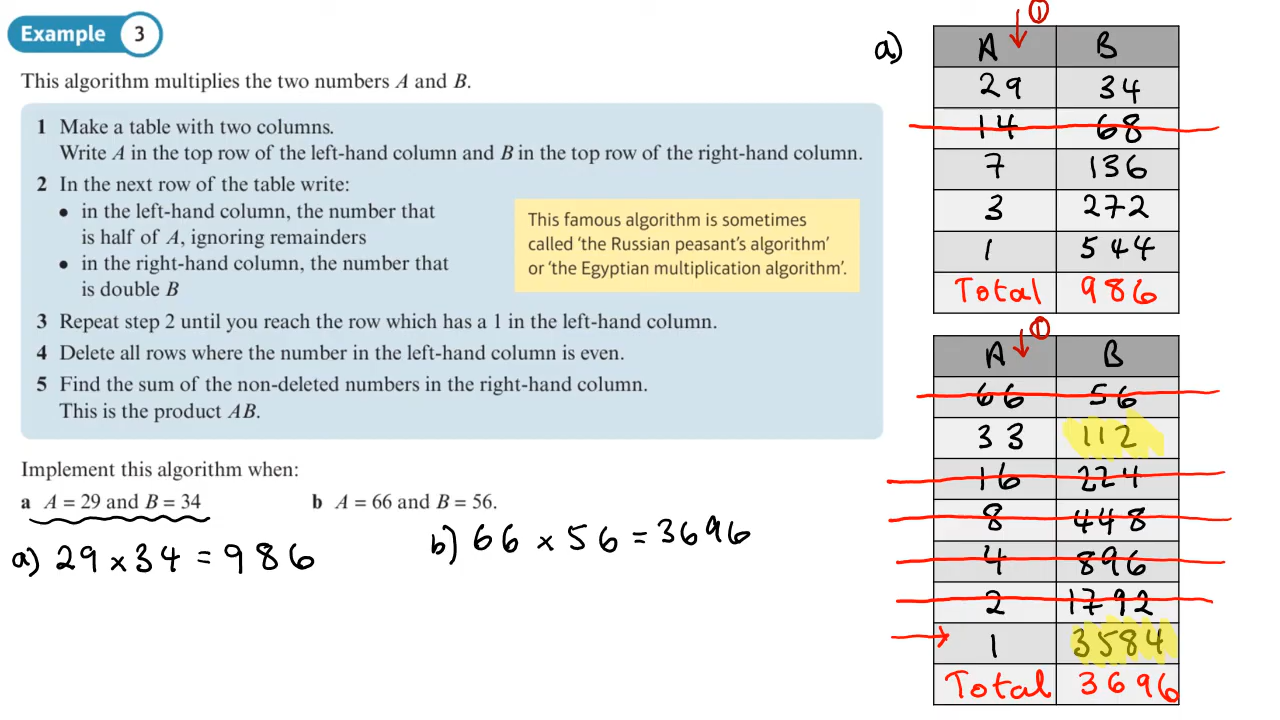 Example 3
This algorithm multiplies the two numbers A and B.
1 Make a table with two columns.
Write A in the top row of the left-hand column and B in the top row of the right-hand column.
2 In the next row of the table write:
• in the left-hand column, the number that
is half of A, ignoring remainders
• in the right-hand column, the number that
is double B
This famous algorithm is sometimes
called ‘the Russian peasant’s algorithm’
or ‘the Egyptian multiplication algorithm’.
3 Repeat step 2 until you reach the row which has a 1 in the left-hand column.
4 Delete all rows where the number in the left-hand column is even.
5 Find the sum of the non-deleted numbers in the right-hand column.
This is the product AB.
Implement this algorithm when:
a A = 29 and B = 34 b A = 66 and B = 56.
a) 29 × 34 = 986
b) 66 × 56 = 3696
a)
①
A B
29 34
14 68
7 136
3 272
1 544
Total 986
①
A B
66 56
33 112
16 224
8 448
4 896
2 1792
1 3584
Total 3696